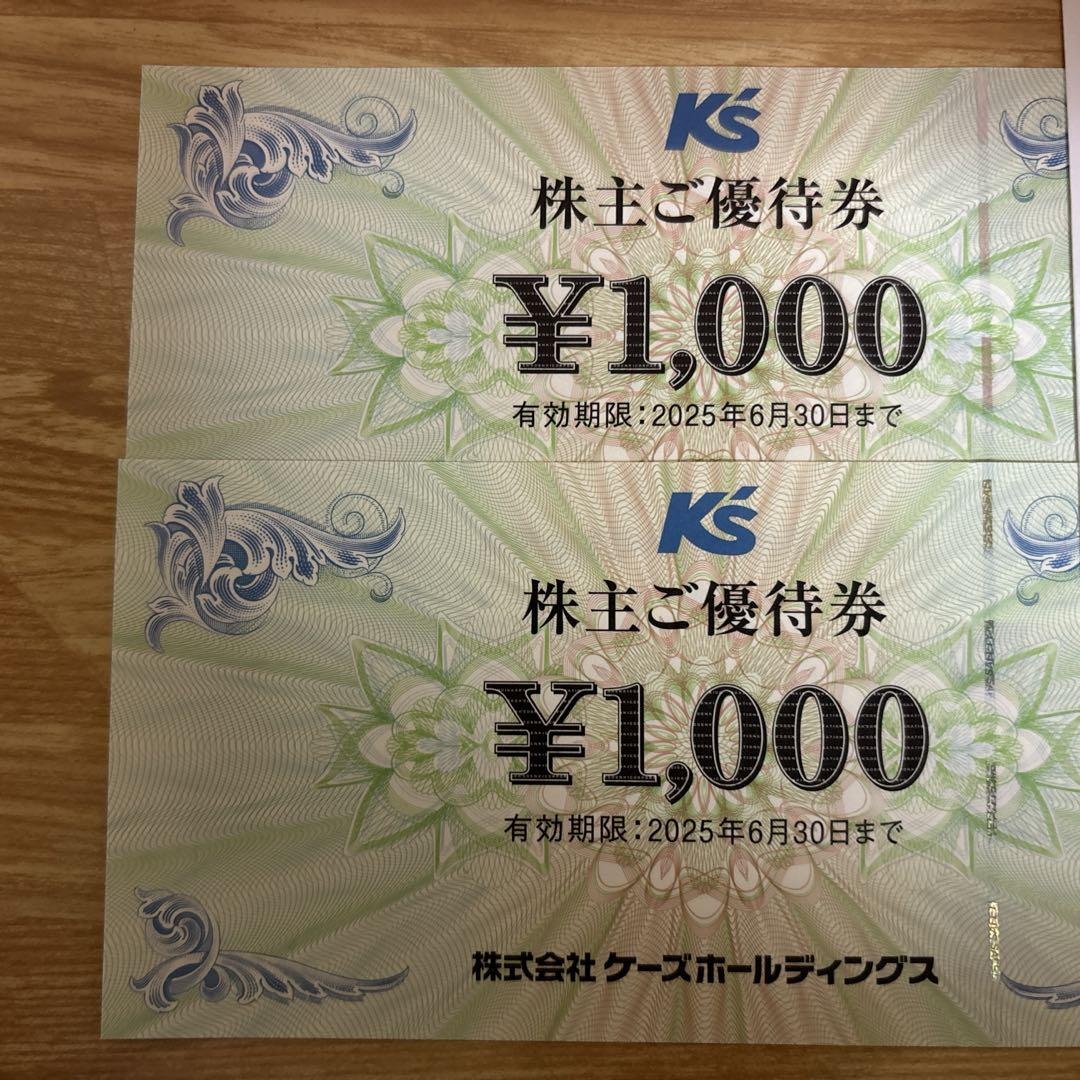 K's
株主ご優待券
¥1,000
有効期限：2025年6月30日まで
K's
株主ご優待券
¥1,000
有効期限：2025年6月30日まで
株式会社 ケーズホールディングス